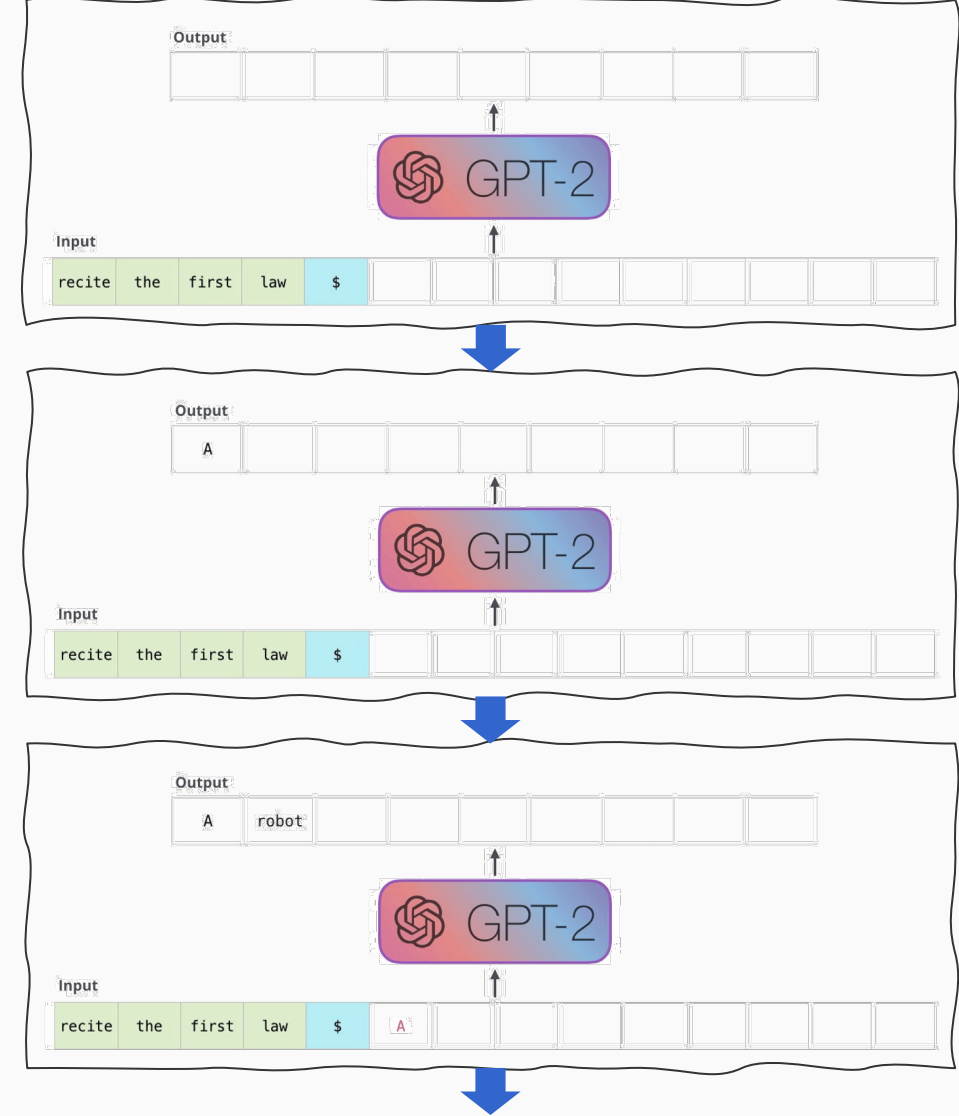 Output
GPT-2
Input
recite the first law $
Output
A
GPT-2
Input
recite the first law $
Output
A robot
GPT-2
Input
recite the first law $ A